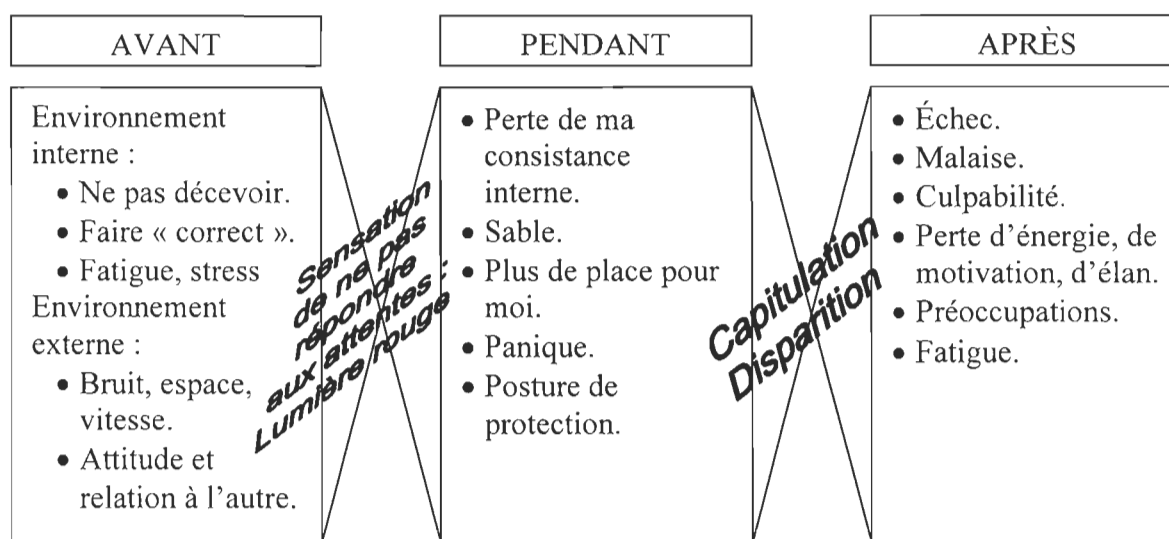 AVANT
Environnement
interne :
• Ne pas décevoir.
• Faire « correct ».
• Fatigue, stress
Environnement
externe :
• Bruit, espace,
vitesse.
• Attitude et
relation à l’autre.
Sensation
de ne pas
répondre
aux attentes :
Lumière rouge
PENDANT
• Perte de ma
consistance
interne.
• Sable.
• Plus de place pour
moi.
• Panique.
• Posture de
protection.
Capitulation
Disparition
APRÈS
• Échec.
• Malaise.
• Culpabilité.
• Perte d’énergie, de
motivation, d’élan.
• Préoccupations.
• Fatigue.